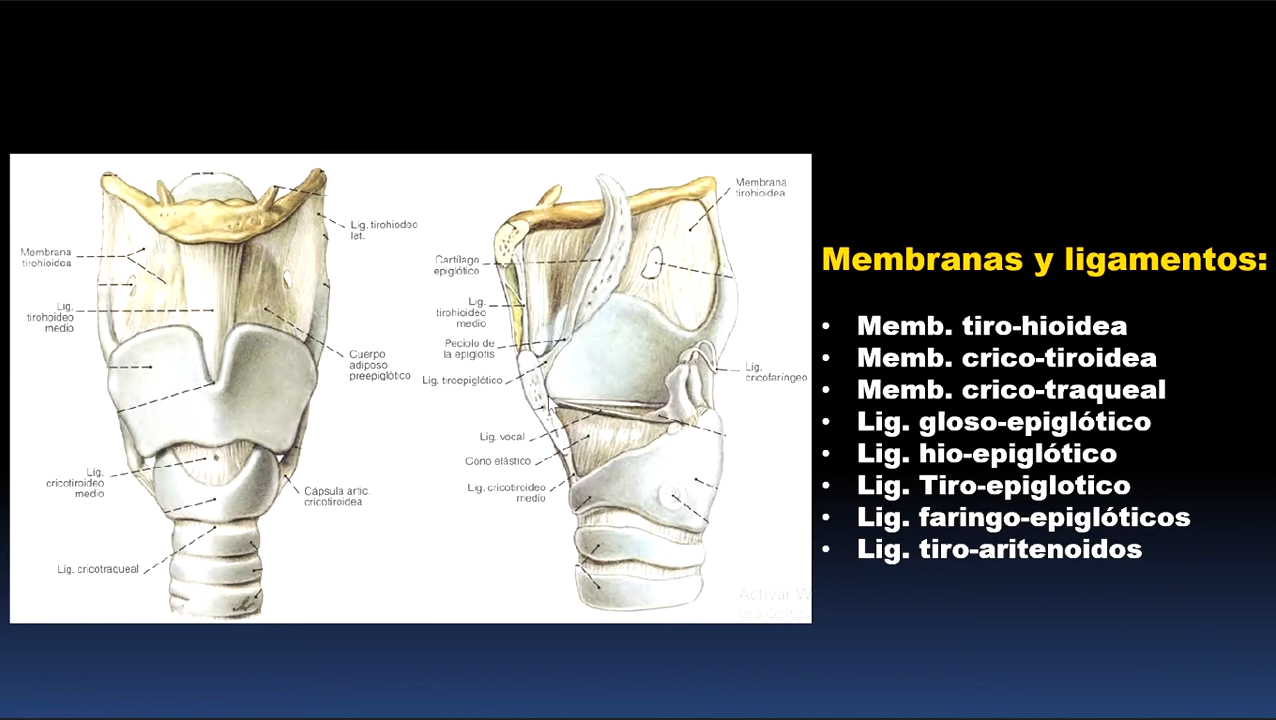 Membrana
tirohioidea
Lig.
tirohoideo
medio
Lig.
cricotiroideo
medio
Lig. cricotraqueal
Lig. tirohiodeo
lat.
Cuerpo
adiposo
preepiglótico
Cápsula artic.
cricotiroidea
Cartílago
epiglótico
Lig.
tirohioideo
medio
Peciolo de
la epiglotis
Lig. tiroepiglótico
Lig. vocal
Cono elástico
Lig. cricotiroideo
medio
Membrana
tirohioidea
Lig.
cricofaríngeo
Activar W
Membranas y ligamentos:
• Memb. tiro-hioidea
• Memb. crico-tiroidea
• Memb. crico-traqueal
• Lig. gloso-epiglótico
• Lig. hio-epiglótico
• Lig. Tiro-epiglotico
• Lig. faringo-epiglóticos
• Lig. tiro-aritenoidos